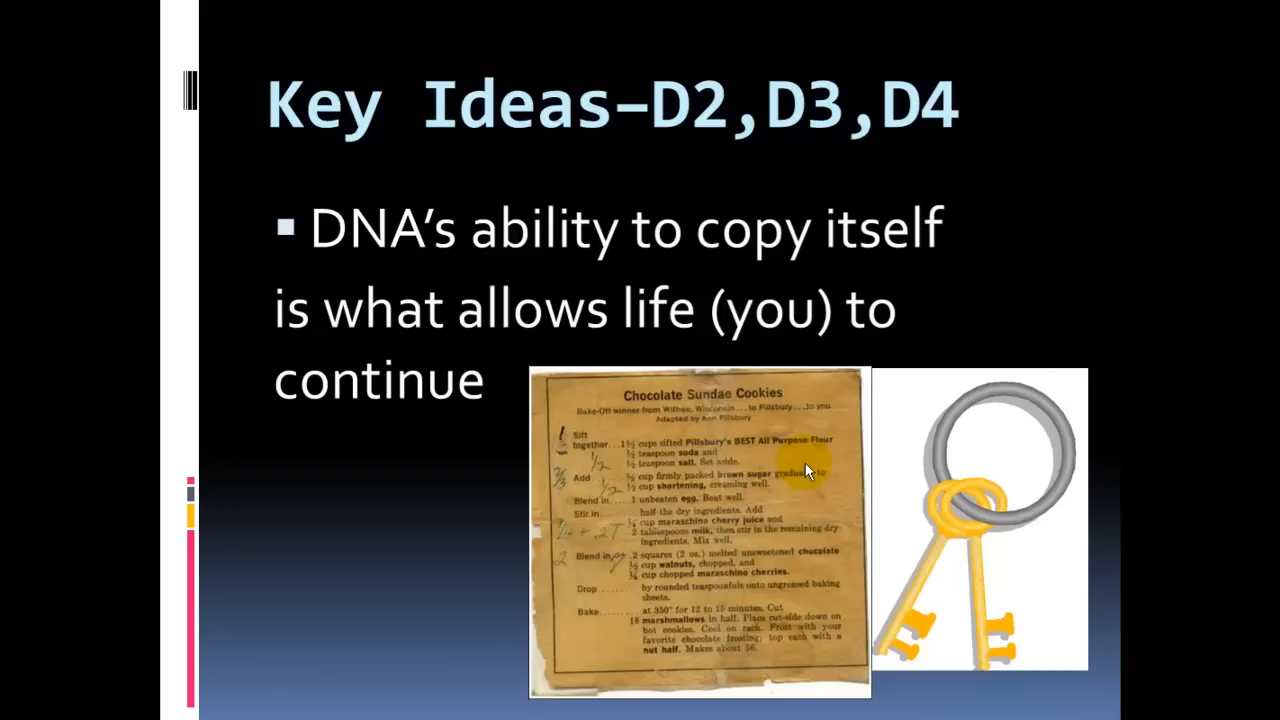 Key Ideas–D2,D3,D4
DNA's ability to copy itself
is what allows life (you) to
continue
Chocolate Sundae Cookies
Bake-Off winner from Withee, Wisconsin ... to Pillsbury ... to you
Adapted by Ann Pillsbury
Sift
together... 1½ cups sifted Pillsbury's BEST All Purpose Flour
½ teaspoon soda and
½ teaspoon salt. Set aside.
1/2
Add
cup firmly packed brown sugar gradually to
1/2
½ cup shortening, creaming well.
Blend in.... 1 unbeaten egg. Beat well.
Stir in...... half the dry ingredients. Add
¼ cup maraschino cherry juice and
2 tablespoons milk, then stir in the remaining dry
ingredients. Mix well.
2
Blend in... 2 squares (2 oz.) melted unsweetened chocolate
½ cup walnuts, chopped, and
cup chopped maraschino cherries.
Drop....... by rounded teaspoonfuls onto ungreased baking
sheets.
Bake......... at 350° for 12 to 15 minutes. Cut
18 marshmallows in half. Place cut-side down on
hot cookies. Cool on rack. Frost with your
favorite chocolate frosting; top each with a
nut half. Makes about 36.